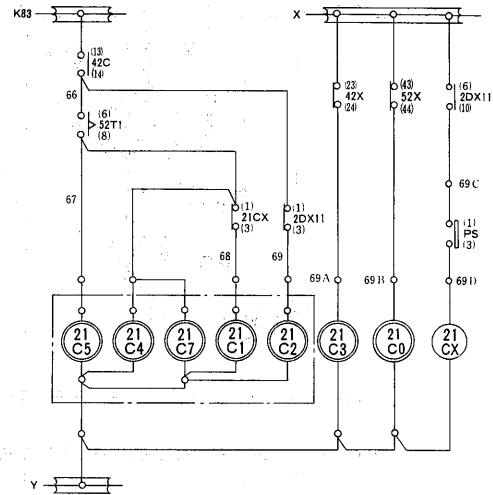 K83
X
(13)
42C
(14)
(23)
42X
(24)
(43)
52X
(44)
(6)
2DX11
(10)
66
(6)
52T1
(8)
67
69C
(1)
21CX
(3)
(1)
2DX11
(3)
(1)
PS
(3)
68
69
69A
69B
69D
21
C5
21
C4
21
C7
21
C1
21
C2
21
C3
21
C0
21
CX
Y